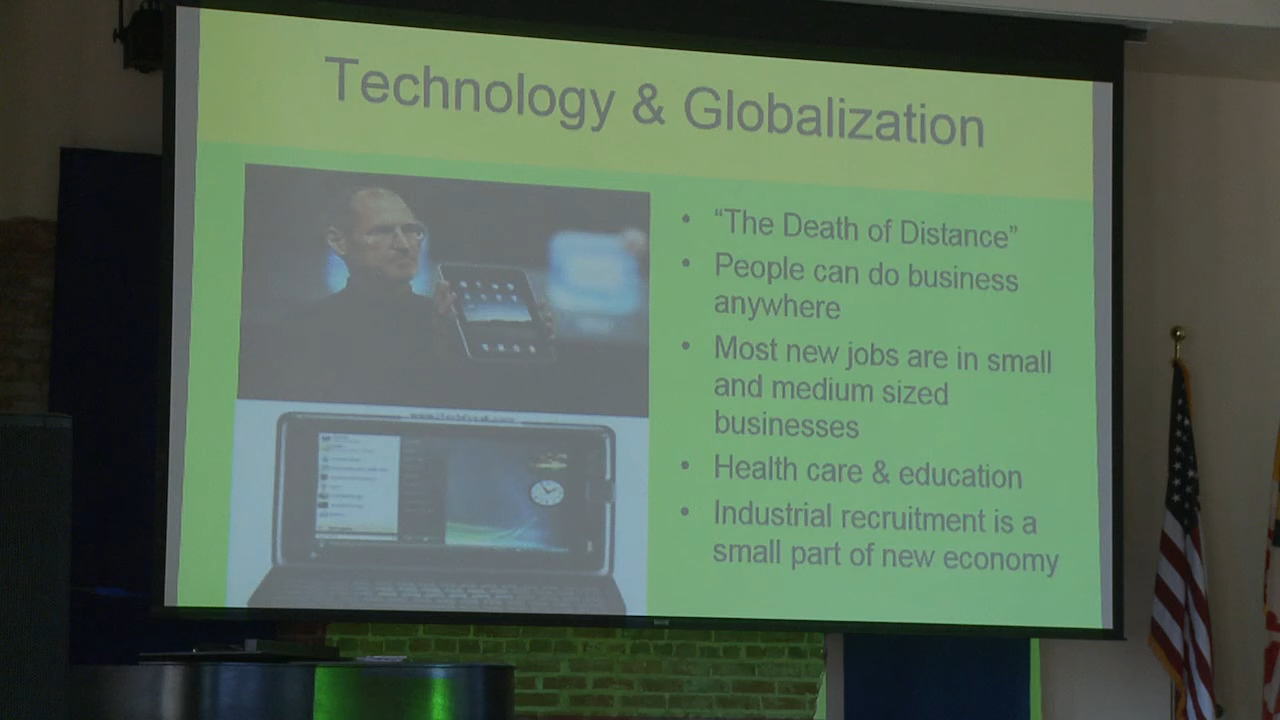 Technology & Globalization
• “The Death of Distance”
• People can do business
anywhere
• Most new jobs are in small
and medium sized
businesses
• Health care & education
• Industrial recruitment is a
small part of new economy